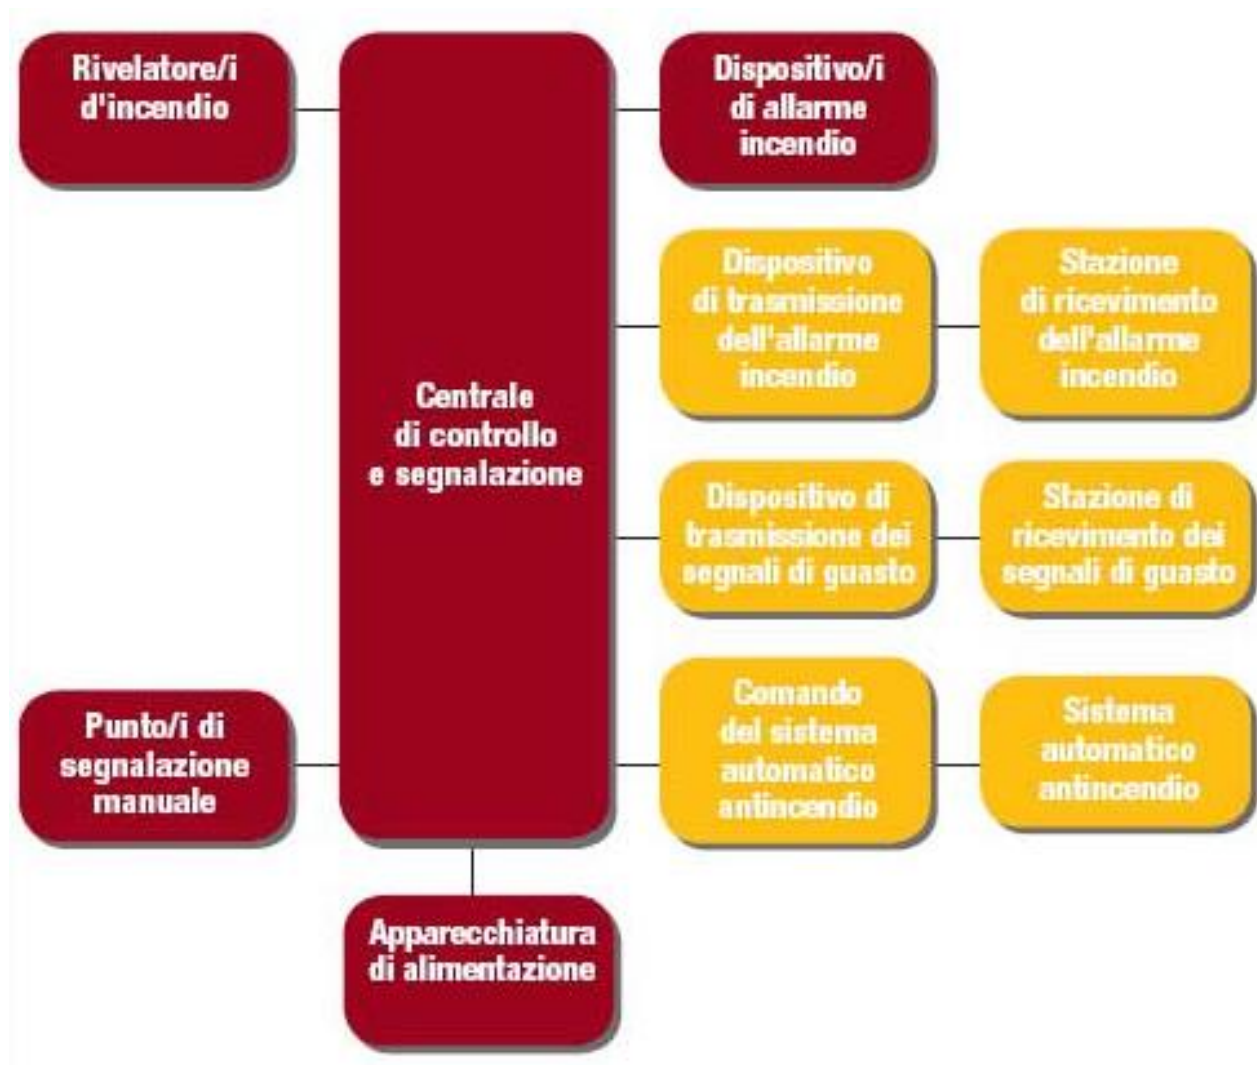 Rivelatore/i
d'incendio
Dispositivo/i
di allarme
incendio
Dispositivo
di trasmissione
dell'allarme
incendio
Stazione
di ricevimento
dell'allarme
incendio
Centrale
di controllo
e segnalazione
Dispositivo di
trasmissione dei
segnali di guasto
Stazione di
ricevimento dei
segnali di guasto
Punto/i di
segnalazione
manuale
Comando
del sistema
automatico
antincendio
Sistema
automatico
antincendio
Apparecchiatura
di alimentazione